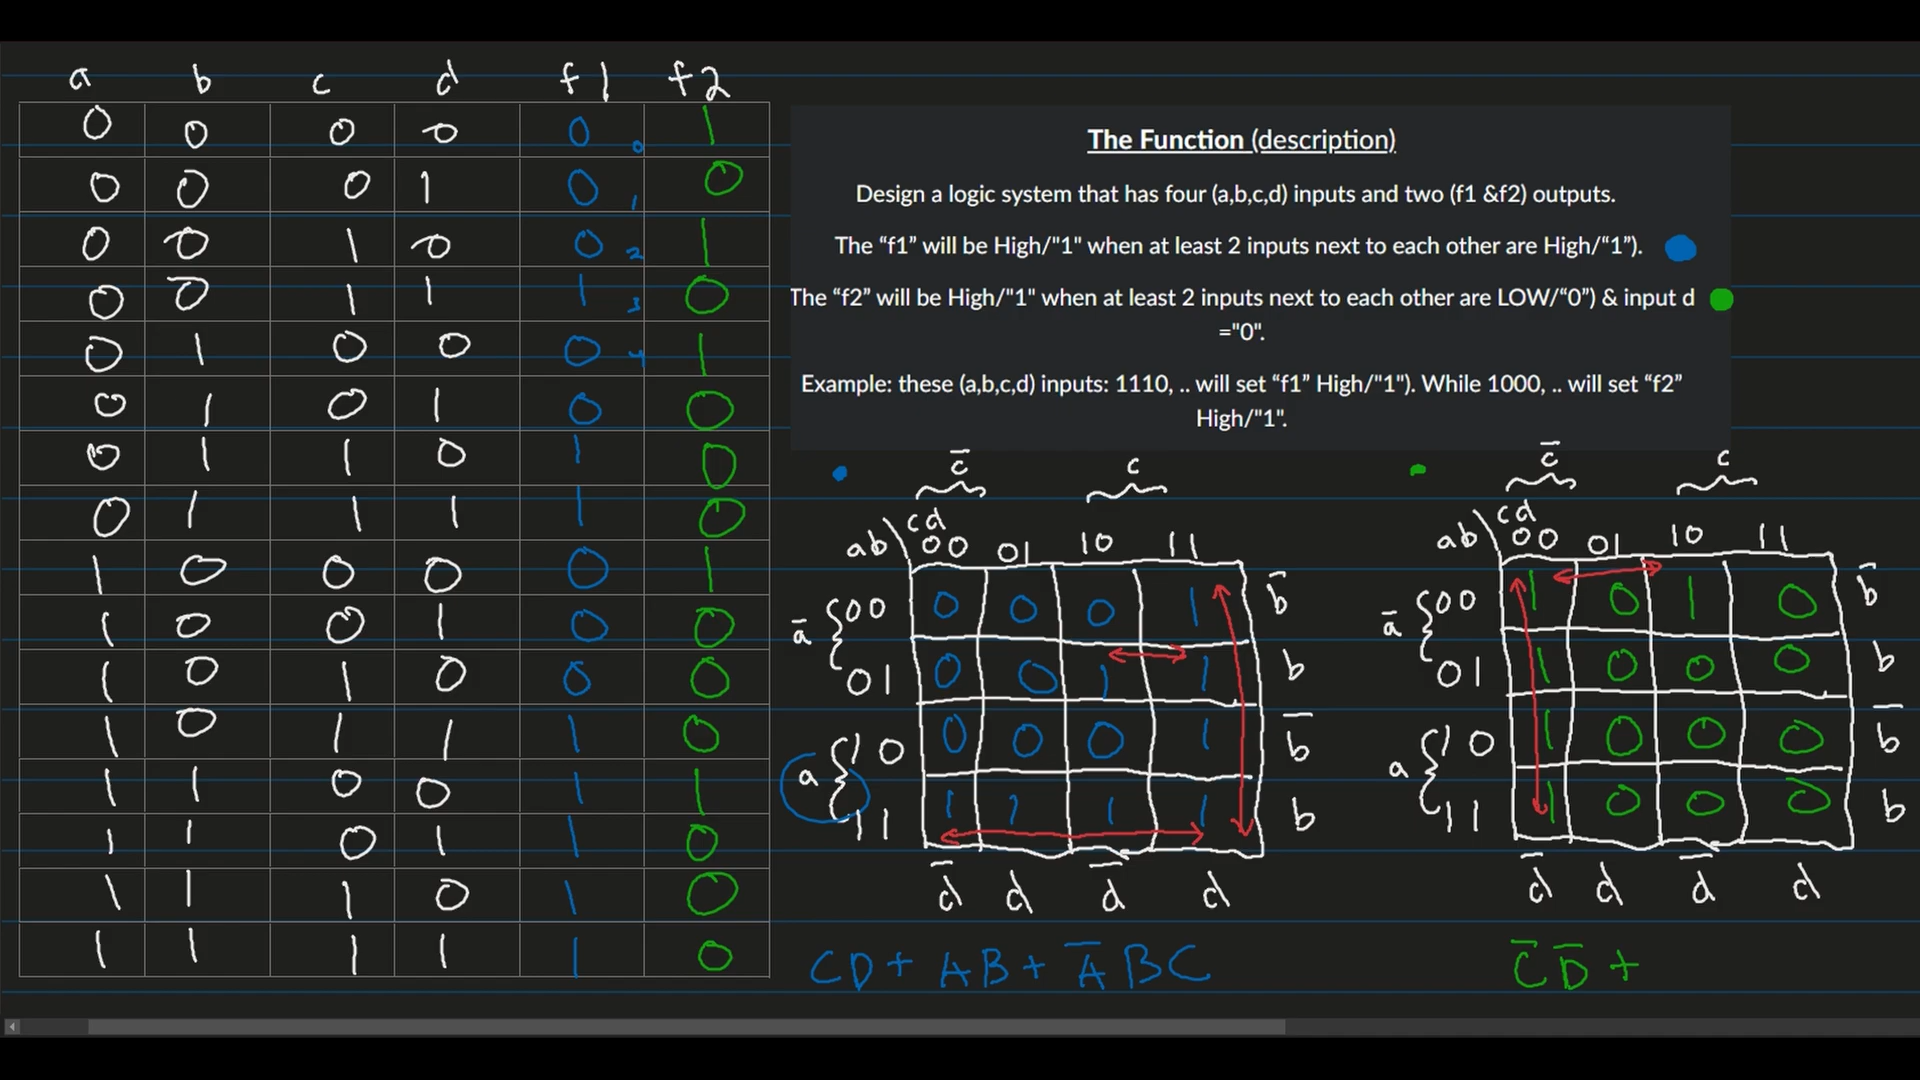 a b c d f1 f2
0 0 0 0 0 0 1
0 0 0 1 0 1 0
0 0 1 0 0 2 1
0 0 1 1 1 3 0
0 1 0 0 0 4 1
0 1 0 1 0 0
0 1 1 0 1 0
0 1 1 1 1 0
1 0 0 0 0 1
1 0 0 1 0 0
1 0 1 0 0 0
1 0 1 1 1 0
1 1 0 0 1 1
1 1 0 1 1 0
1 1 1 0 1 0
1 1 1 1 1 0
The Function (description)
Design a logic system that has four (a,b,c,d) inputs and two (f1 &f2) outputs.
The “f1” will be High/"1" when at least 2 inputs next to each other are High/“1”).
The “f2” will be High/"1" when at least 2 inputs next to each other are LOW/“0”) & input d
="0".
Example: these (a,b,c,d) inputs: 1110, .. will set “f1” High/"1"). While 1000, .. will set “f2”
High/"1".
c̄ c
cd
ab\ 00 01 10 11
ā 00 0 0 0 1 b̄
01 0 0 1 1 b
a 10 0 0 0 1 b̄
11 1 1 1 1 b
d̄ d d̄ d
CD + AB + ĀBC
c̄ c
cd
ab\ 00 01 10 11
ā 00 1 0 1 0 b̄
01 1 0 0 0 b
a 10 1 0 0 0 b̄
11 1 0 0 0 b
d̄ d d̄ d
C̄D̄ +